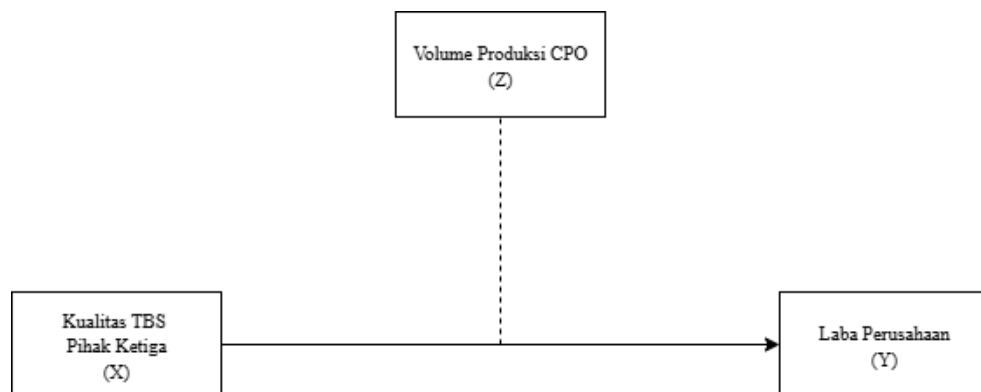 Volume Produksi CPO
(Z)
Kualitas TBS
Pihak Ketiga
(X)
Laba Perusahaan
(Y)